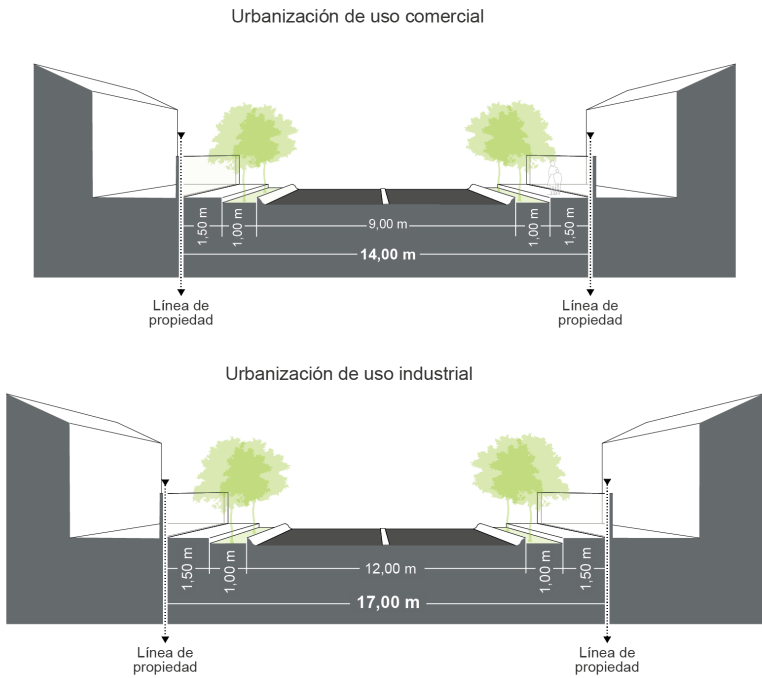 Urbanización de uso comercial
1,50 m
1,00 m
9,00 m
1,00 m
1,50 m
14,00 m
Línea de
propiedad
Línea de
propiedad
Urbanización de uso industrial
1,50 m
1,00 m
12,00 m
1,00 m
1,50 m
17,00 m
Línea de
propiedad
Línea de
propiedad